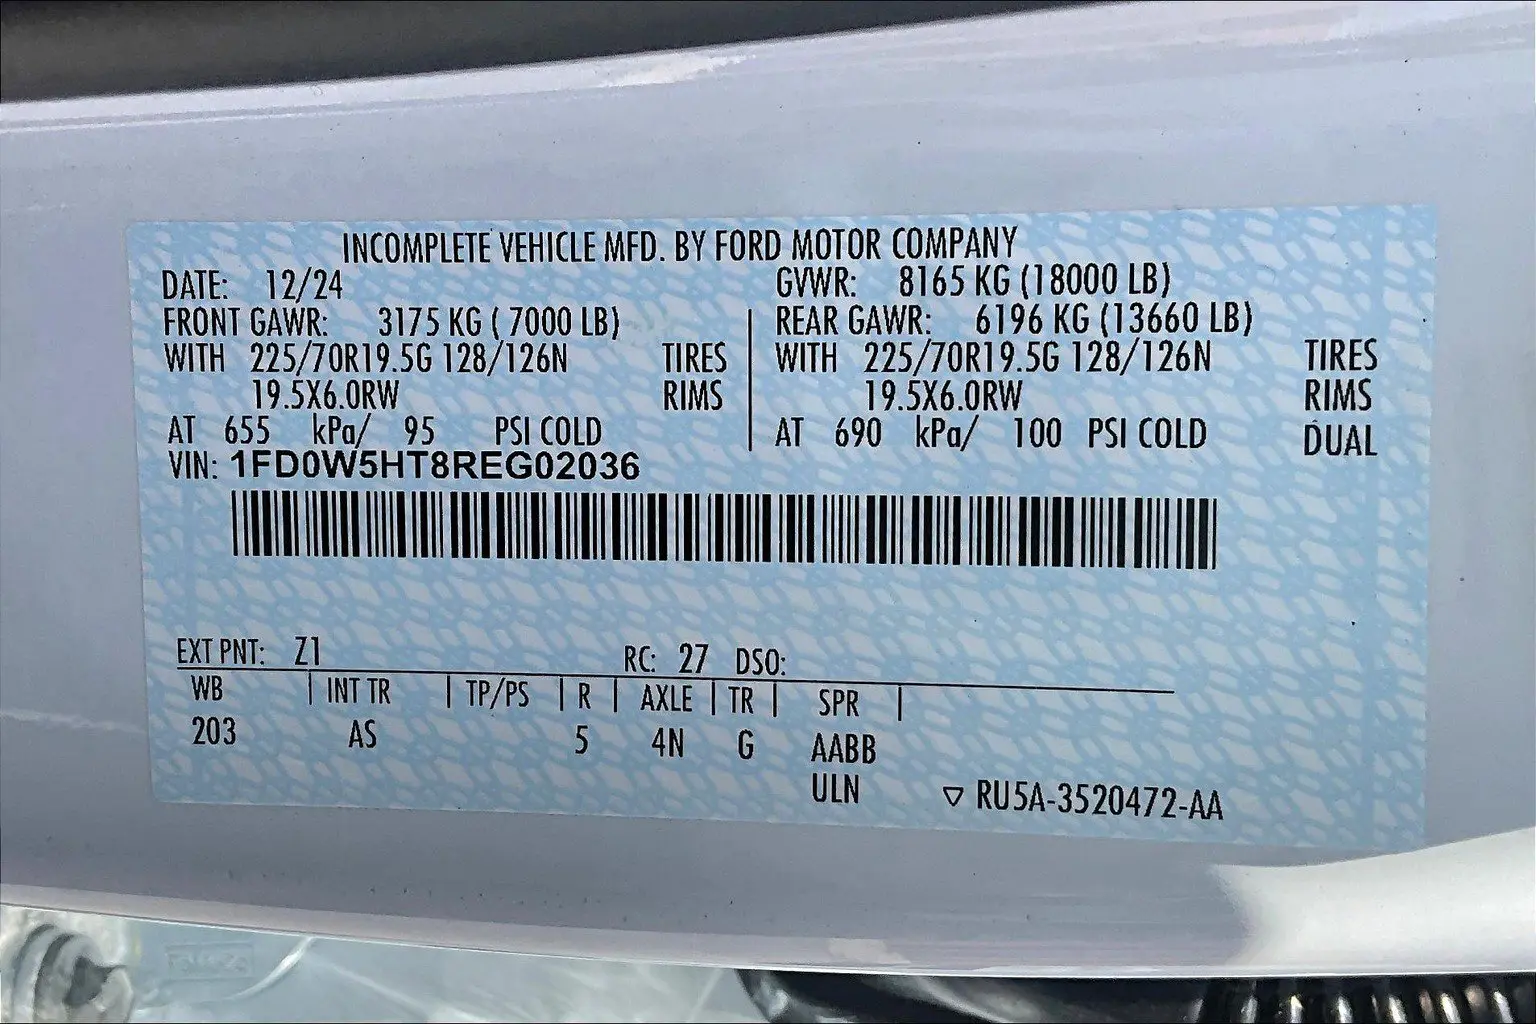 INCOMPLETE VEHICLE MFD. BY FORD MOTOR COMPANY
DATE: 12/24 GVWR: 8165 KG (18000 LB)
FRONT GAWR: 3175 KG ( 7000 LB) REAR GAWR: 6196 KG (13660 LB)
WITH 225/70R19.5G 128/126N TIRES WITH 225/70R19.5G 128/126N TIRES
19.5X6.0RW RIMS 19.5X6.0RW RIMS
AT 655 kPa/ 95 PSI COLD AT 690 kPa/ 100 PSI COLD DUAL
VIN: 1FD0W5HT8REG02036
EXT PNT: Z1 RC: 27 DSO:
WB | INT TR | TP/PS | R | AXLE | TR | SPR |
203 AS 5 4N G AABB
ULN ▽ RU5A-3520472-AA